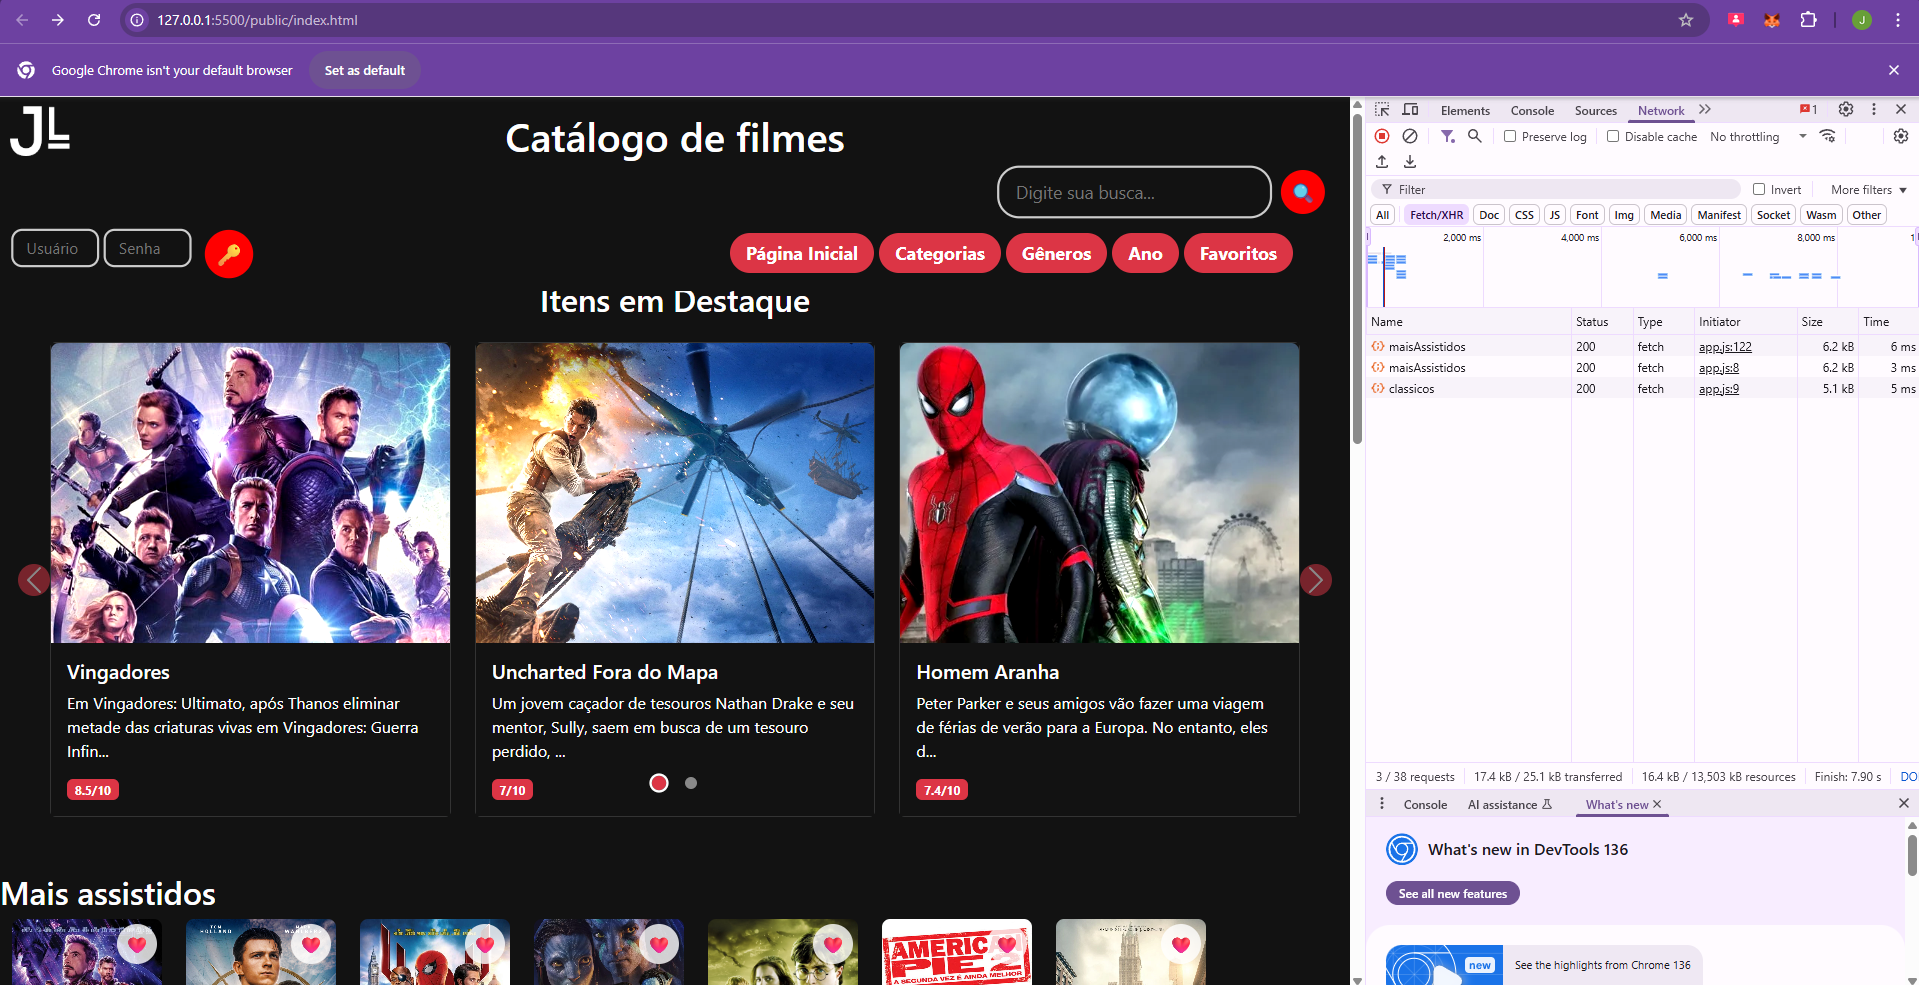 127.0.0.1:5500/public/index.html
J
Google Chrome isn't your default browser
Set as default
JL
Catálogo de filmes
Digite sua busca...
Usuário
Senha
Página Inicial
Categorias
Gêneros
Ano
Favoritos
Itens em Destaque
Vingadores
Em Vingadores: Ultimato, após Thanos eliminar
metade das criaturas vivas em Vingadores: Guerra
Infin...
8.5/10
Uncharted Fora do Mapa
Um jovem caçador de tesouros Nathan Drake e seu
mentor, Sully, saem em busca de um tesouro
perdido, ...
7/10
Homem Aranha
Peter Parker e seus amigos vão fazer uma viagem
de férias de verão para a Europa. No entanto, eles
d...
7.4/10
Mais assistidos
TOM
HOLLAND
AMERIC
PIE 2
A SEGUNDA VEZ É AINDA MELHOR
Elements
Console
Sources
Network
1
Preserve log
Disable cache
No throttling
Filter
Invert
More filters
All
Fetch/XHR
Doc
CSS
JS
Font
Img
Media
Manifest
Socket
Wasm
Other
2,000 ms
4,000 ms
6,000 ms
8,000 ms
1
Name Status Type Initiator Size Time
maisAssistidos 200 fetch app.js:122 6.2 kB 6 ms
maisAssistidos 200 fetch app.js:8 6.2 kB 3 ms
classicos 200 fetch app.js:9 5.1 kB 5 ms
3 / 38 requests
17.4 kB / 25.1 kB transferred
16.4 kB / 13,503 kB resources
Finish: 7.90 s
DO
Console
AI assistance
What's new
What's new in DevTools 136
See all new features
new
See the highlights from Chrome 136